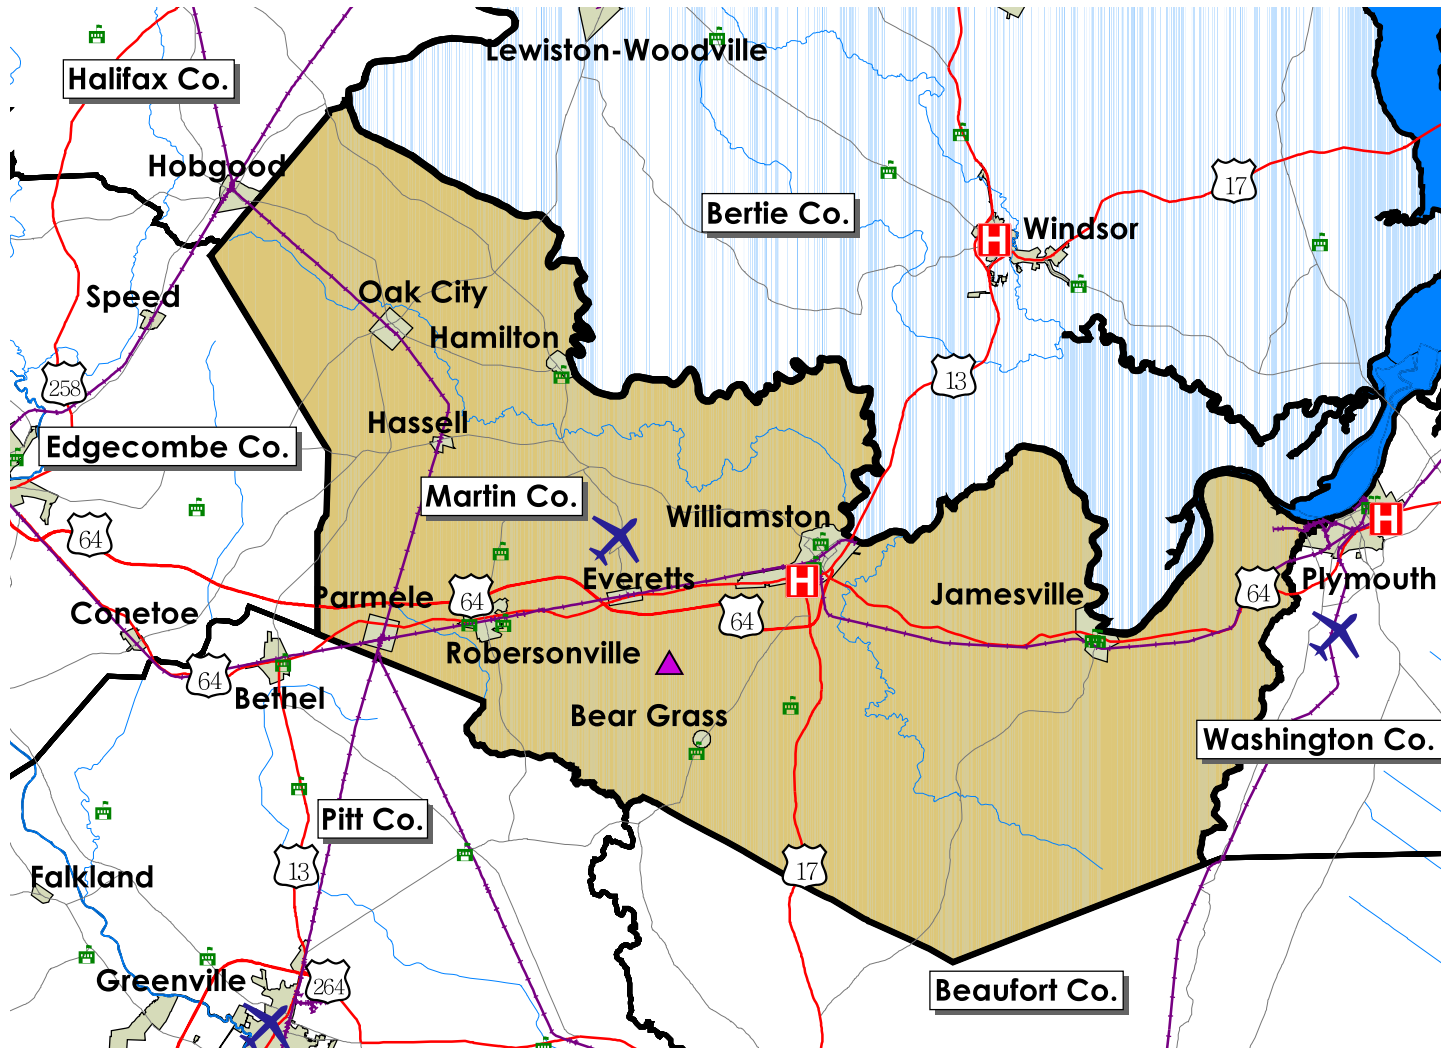 Lewiston-Woodville
Halifax Co.
Hobgood
17
Bertie Co.
H
Windsor
Speed
Oak City
Hamilton
258
13
Hassell
Edgecombe Co.
Martin Co.
Williamston
64
H
Everetts
H
Plymouth
Parmele
64
64
Jamesville
64
Conetoe
Robersonville
64
Bethel
Bear Grass
Washington Co.
Pitt Co.
13
17
Falkland
Greenville
264
Beaufort Co.